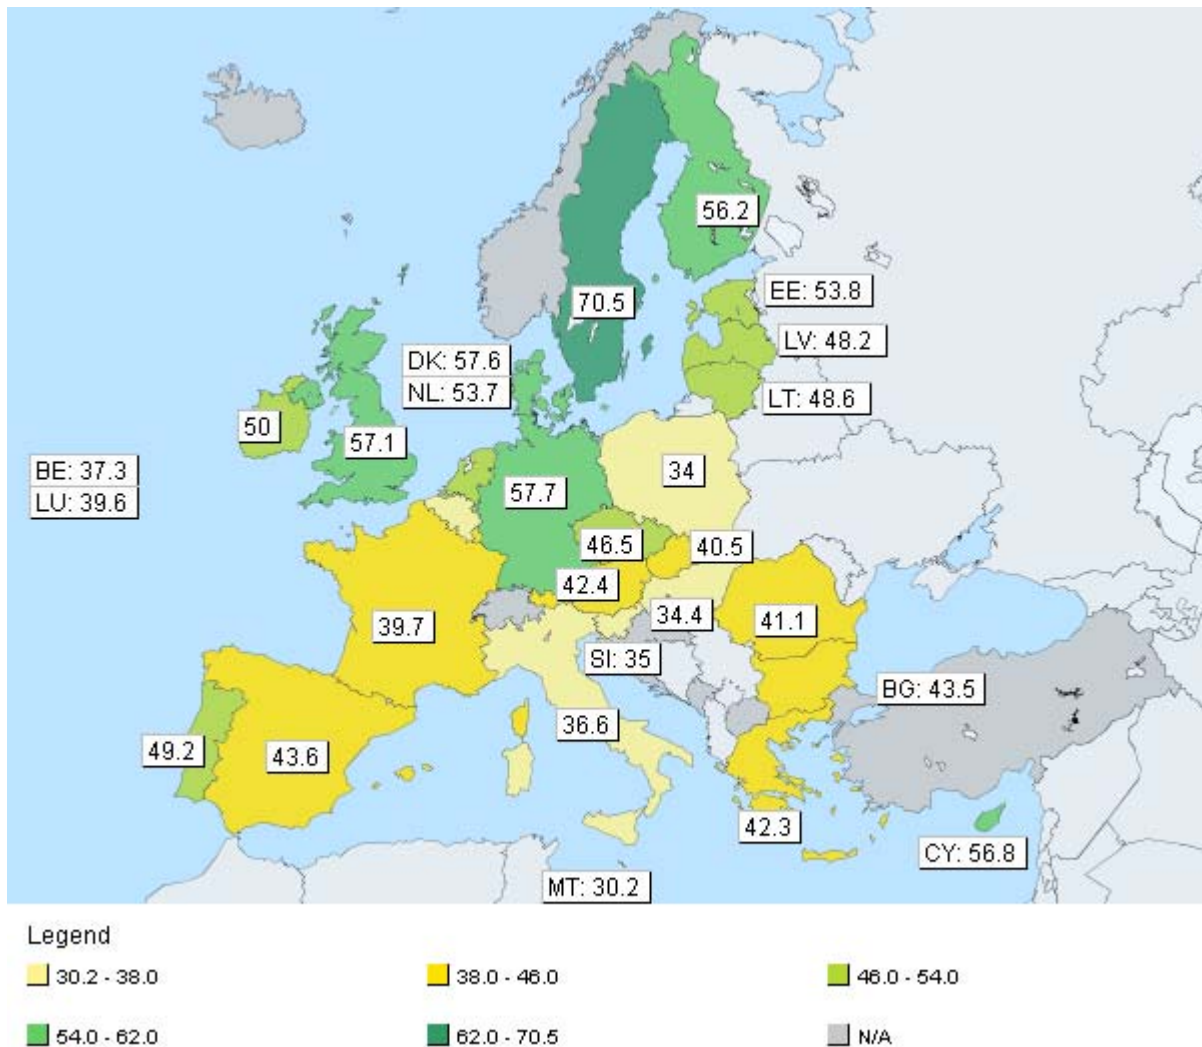 56.2
70.5
EE: 53.8
LV: 48.2
LT: 48.6
DK: 57.6
NL: 53.7
50
57.1
BE: 37.3
LU: 39.6
34
57.7
46.5
40.5
42.4
39.7
34.4
41.1
SI: 35
BG: 43.5
36.6
49.2
43.6
42.3
CY: 56.8
MT: 30.2
Legend
30.2 - 38.0
38.0 - 46.0
46.0 - 54.0
54.0 - 62.0
62.0 - 70.5
N/A